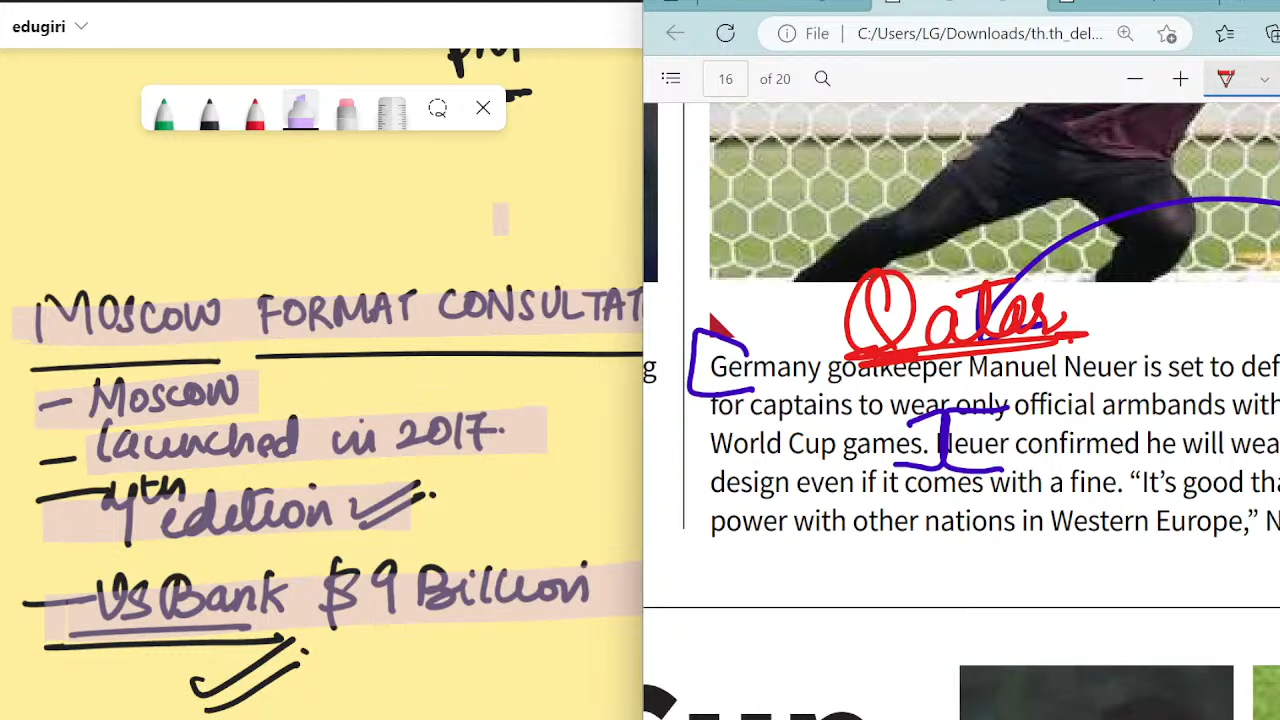 edugiri
MOSCOW FORMAT CONSULTAT
- Moscow
- launched in 2017.
- 4th edition
- US Bank $9 Billion
File C:/Users/LG/Downloads/th.th_del...
16 of 20
Qatar
g
Germany goalkeeper Manuel Neuer is set to def
for captains to wear only official armbands with
World Cup games. Neuer confirmed he will wea
design even if it comes with a fine. “It’s good tha
power with other nations in Western Europe,” N
Cup